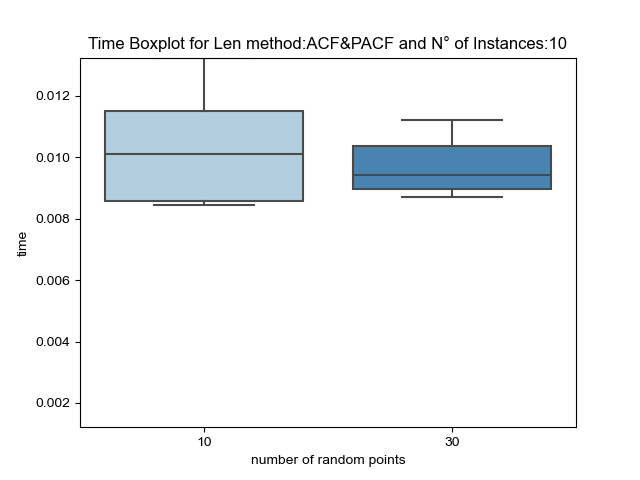 Time Boxplot for Len method:ACF&PACF and N° of Instances:10
0.012
0.010
0.008
0.006
0.004
0.002
time
10
30
number of random points